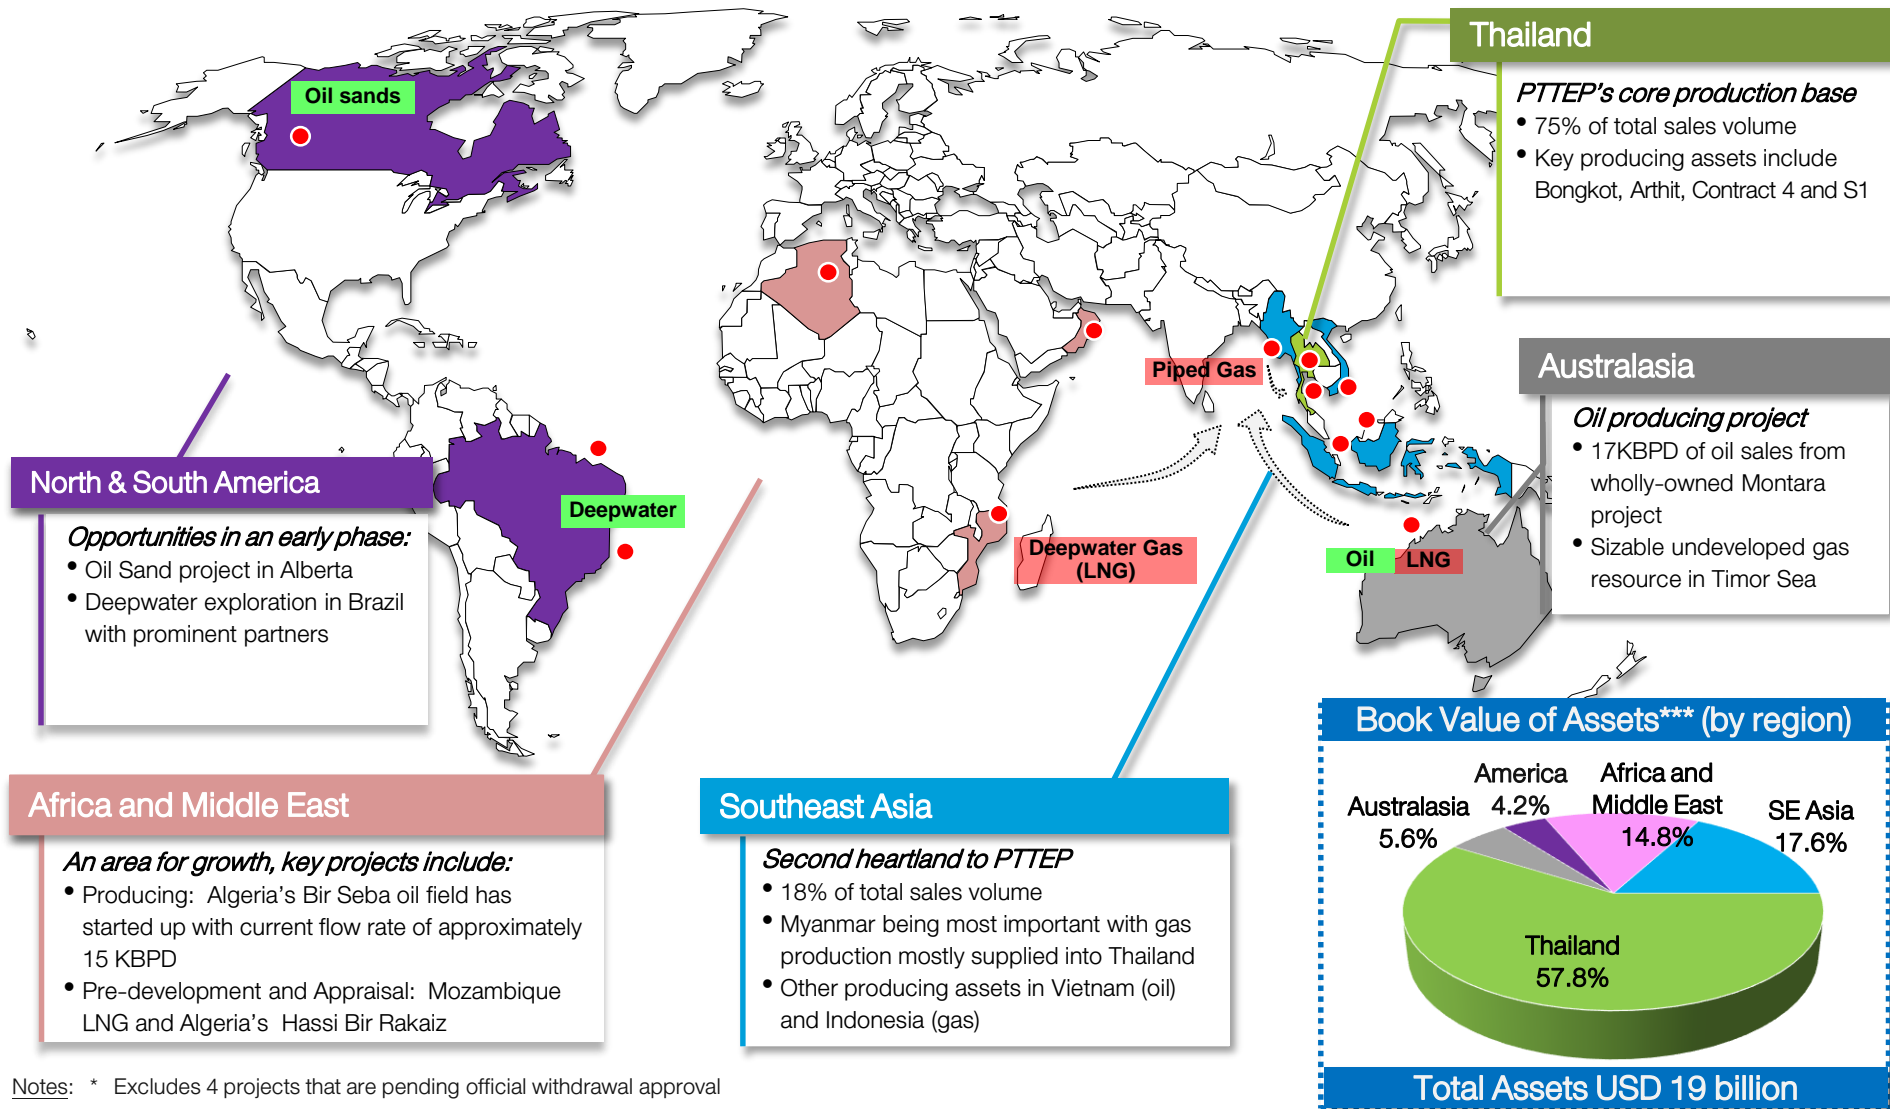 Thailand
PTTEP's core production base
• 75% of total sales volume
• Key producing assets include
Bongkot, Arthit, Contract 4 and S1
Oil sands
Piped Gas
Australasia
Oil producing project
• 17KBPD of oil sales from
wholly-owned Montara
project
• Sizable undeveloped gas
resource in Timor Sea
North & South America
Opportunities in an early phase:
• Oil Sand project in Alberta
• Deepwater exploration in Brazil
with prominent partners
Deepwater
Deepwater Gas
(LNG)
Oil
LNG
Africa and Middle East
An area for growth, key projects include:
• Producing: Algeria's Bir Seba oil field has
started up with current flow rate of approximately
15 KBPD
• Pre-development and Appraisal: Mozambique
LNG and Algeria's Hassi Bir Rakaiz
Southeast Asia
Second heartland to PTTEP
• 18% of total sales volume
• Myanmar being most important with gas
production mostly supplied into Thailand
• Other producing assets in Vietnam (oil)
and Indonesia (gas)
Book Value of Assets*** (by region)
Australasia
5.6%
America
4.2%
Africa and
Middle East
14.8%
SE Asia
17.6%
Thailand
57.8%
Total Assets USD 19 billion
Notes: * Excludes 4 projects that are pending official withdrawal approval